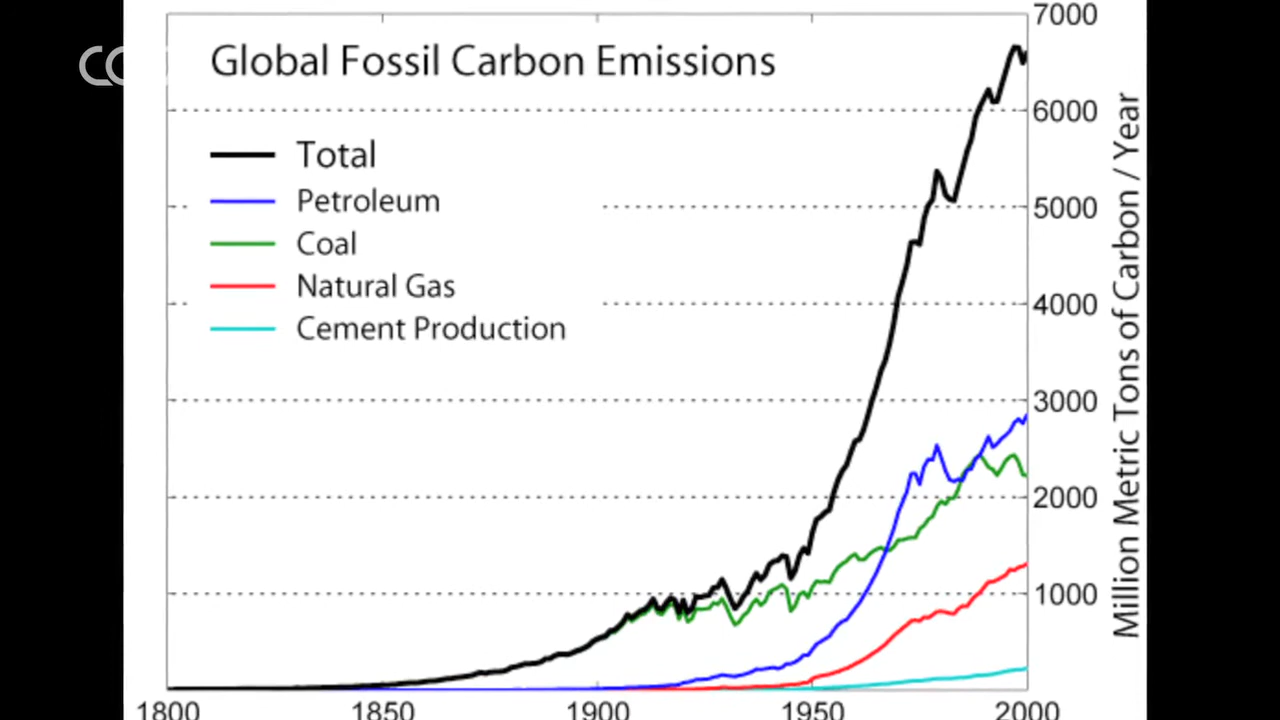 Global Fossil Carbon Emissions
Total
Petroleum
Coal
Natural Gas
Cement Production
7000
6000
5000
4000
3000
2000
1000
Million Metric Tons of Carbon / Year
1800
1850
1900
1950
2000